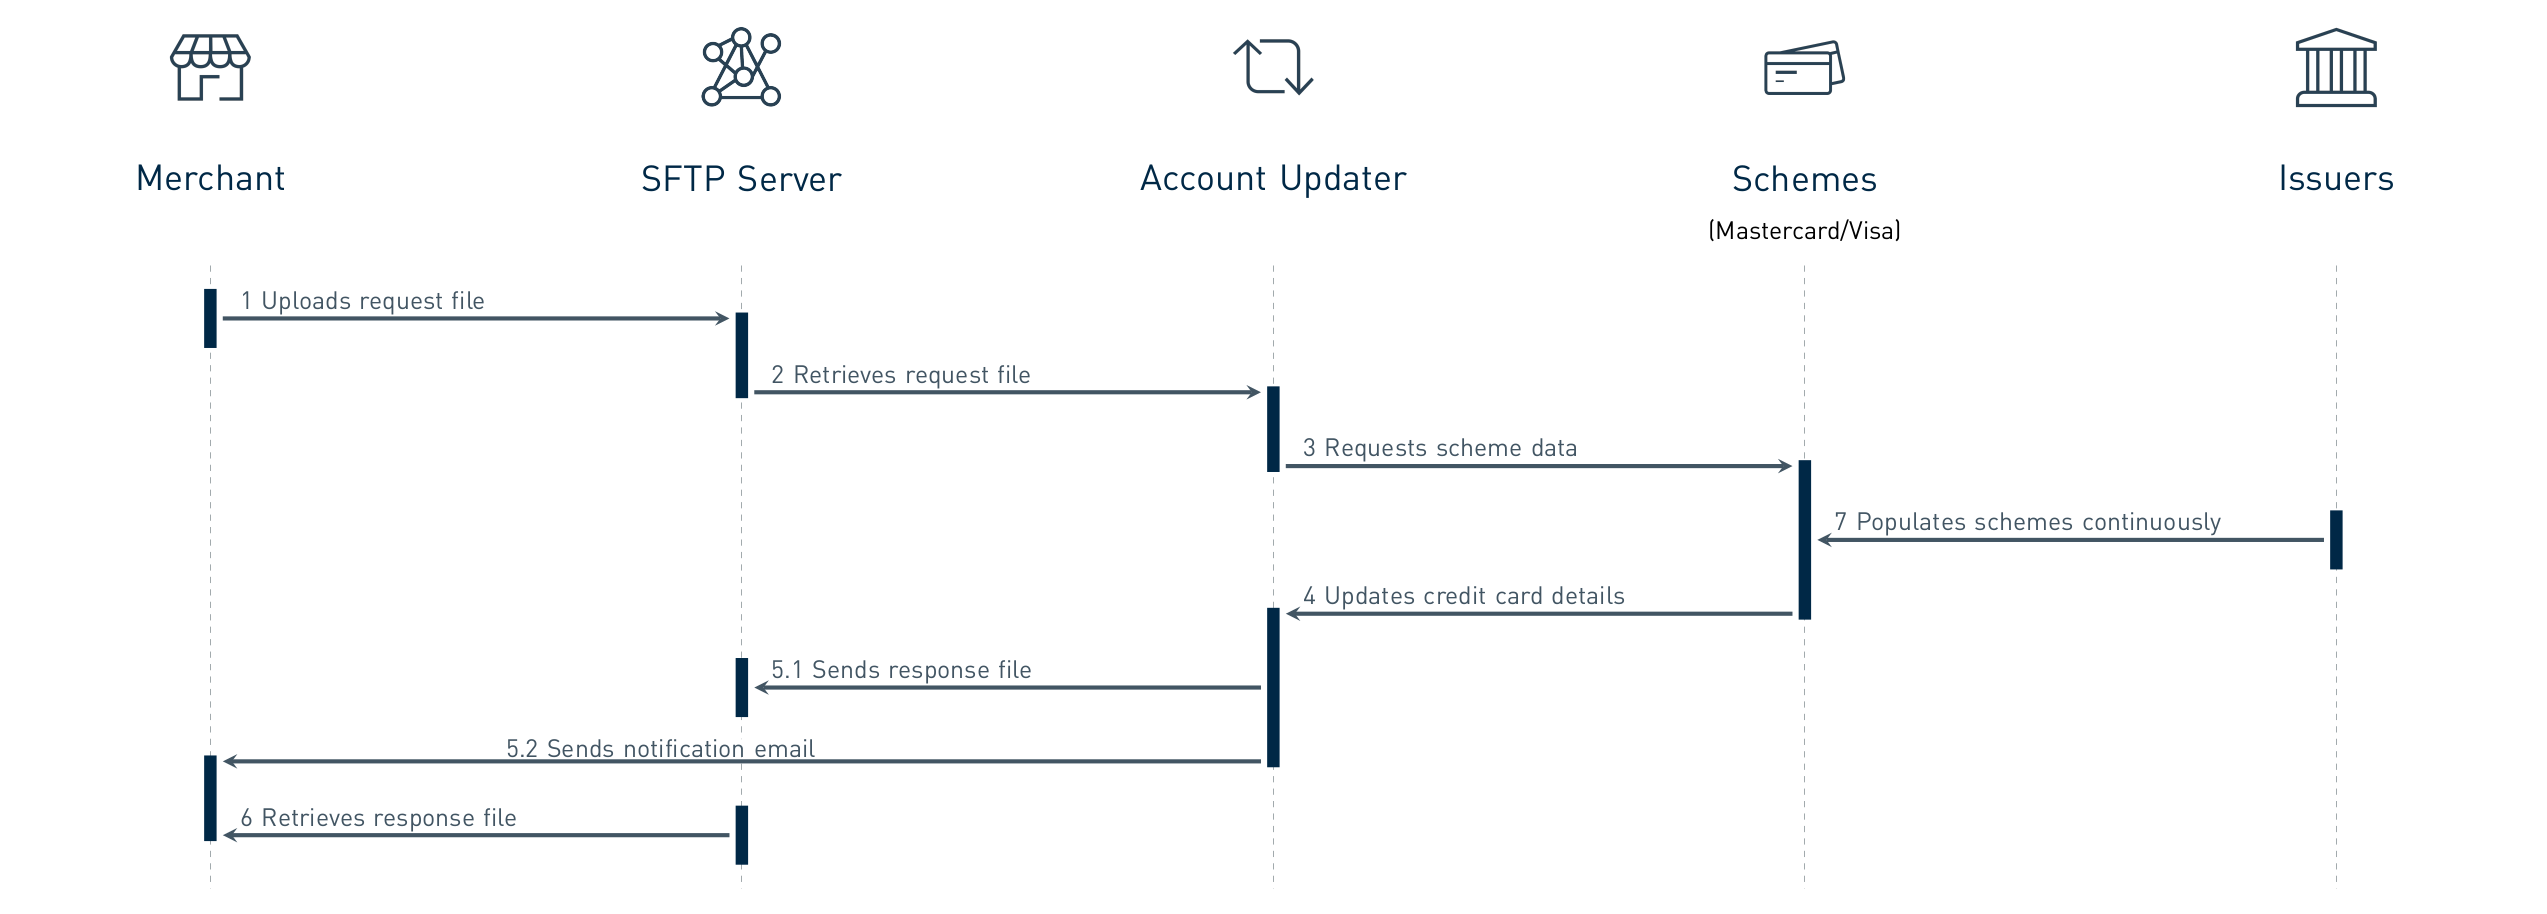 Merchant
SFTP Server
Account Updater
Schemes
Issuers
(Mastercard/Visa)
1 Uploads request file
2 Retrieves request file
3 Requests scheme data
7 Populates schemes continuously
4 Updates credit card details
5.1 Sends response file
5.2 Sends notification email
6 Retrieves response file